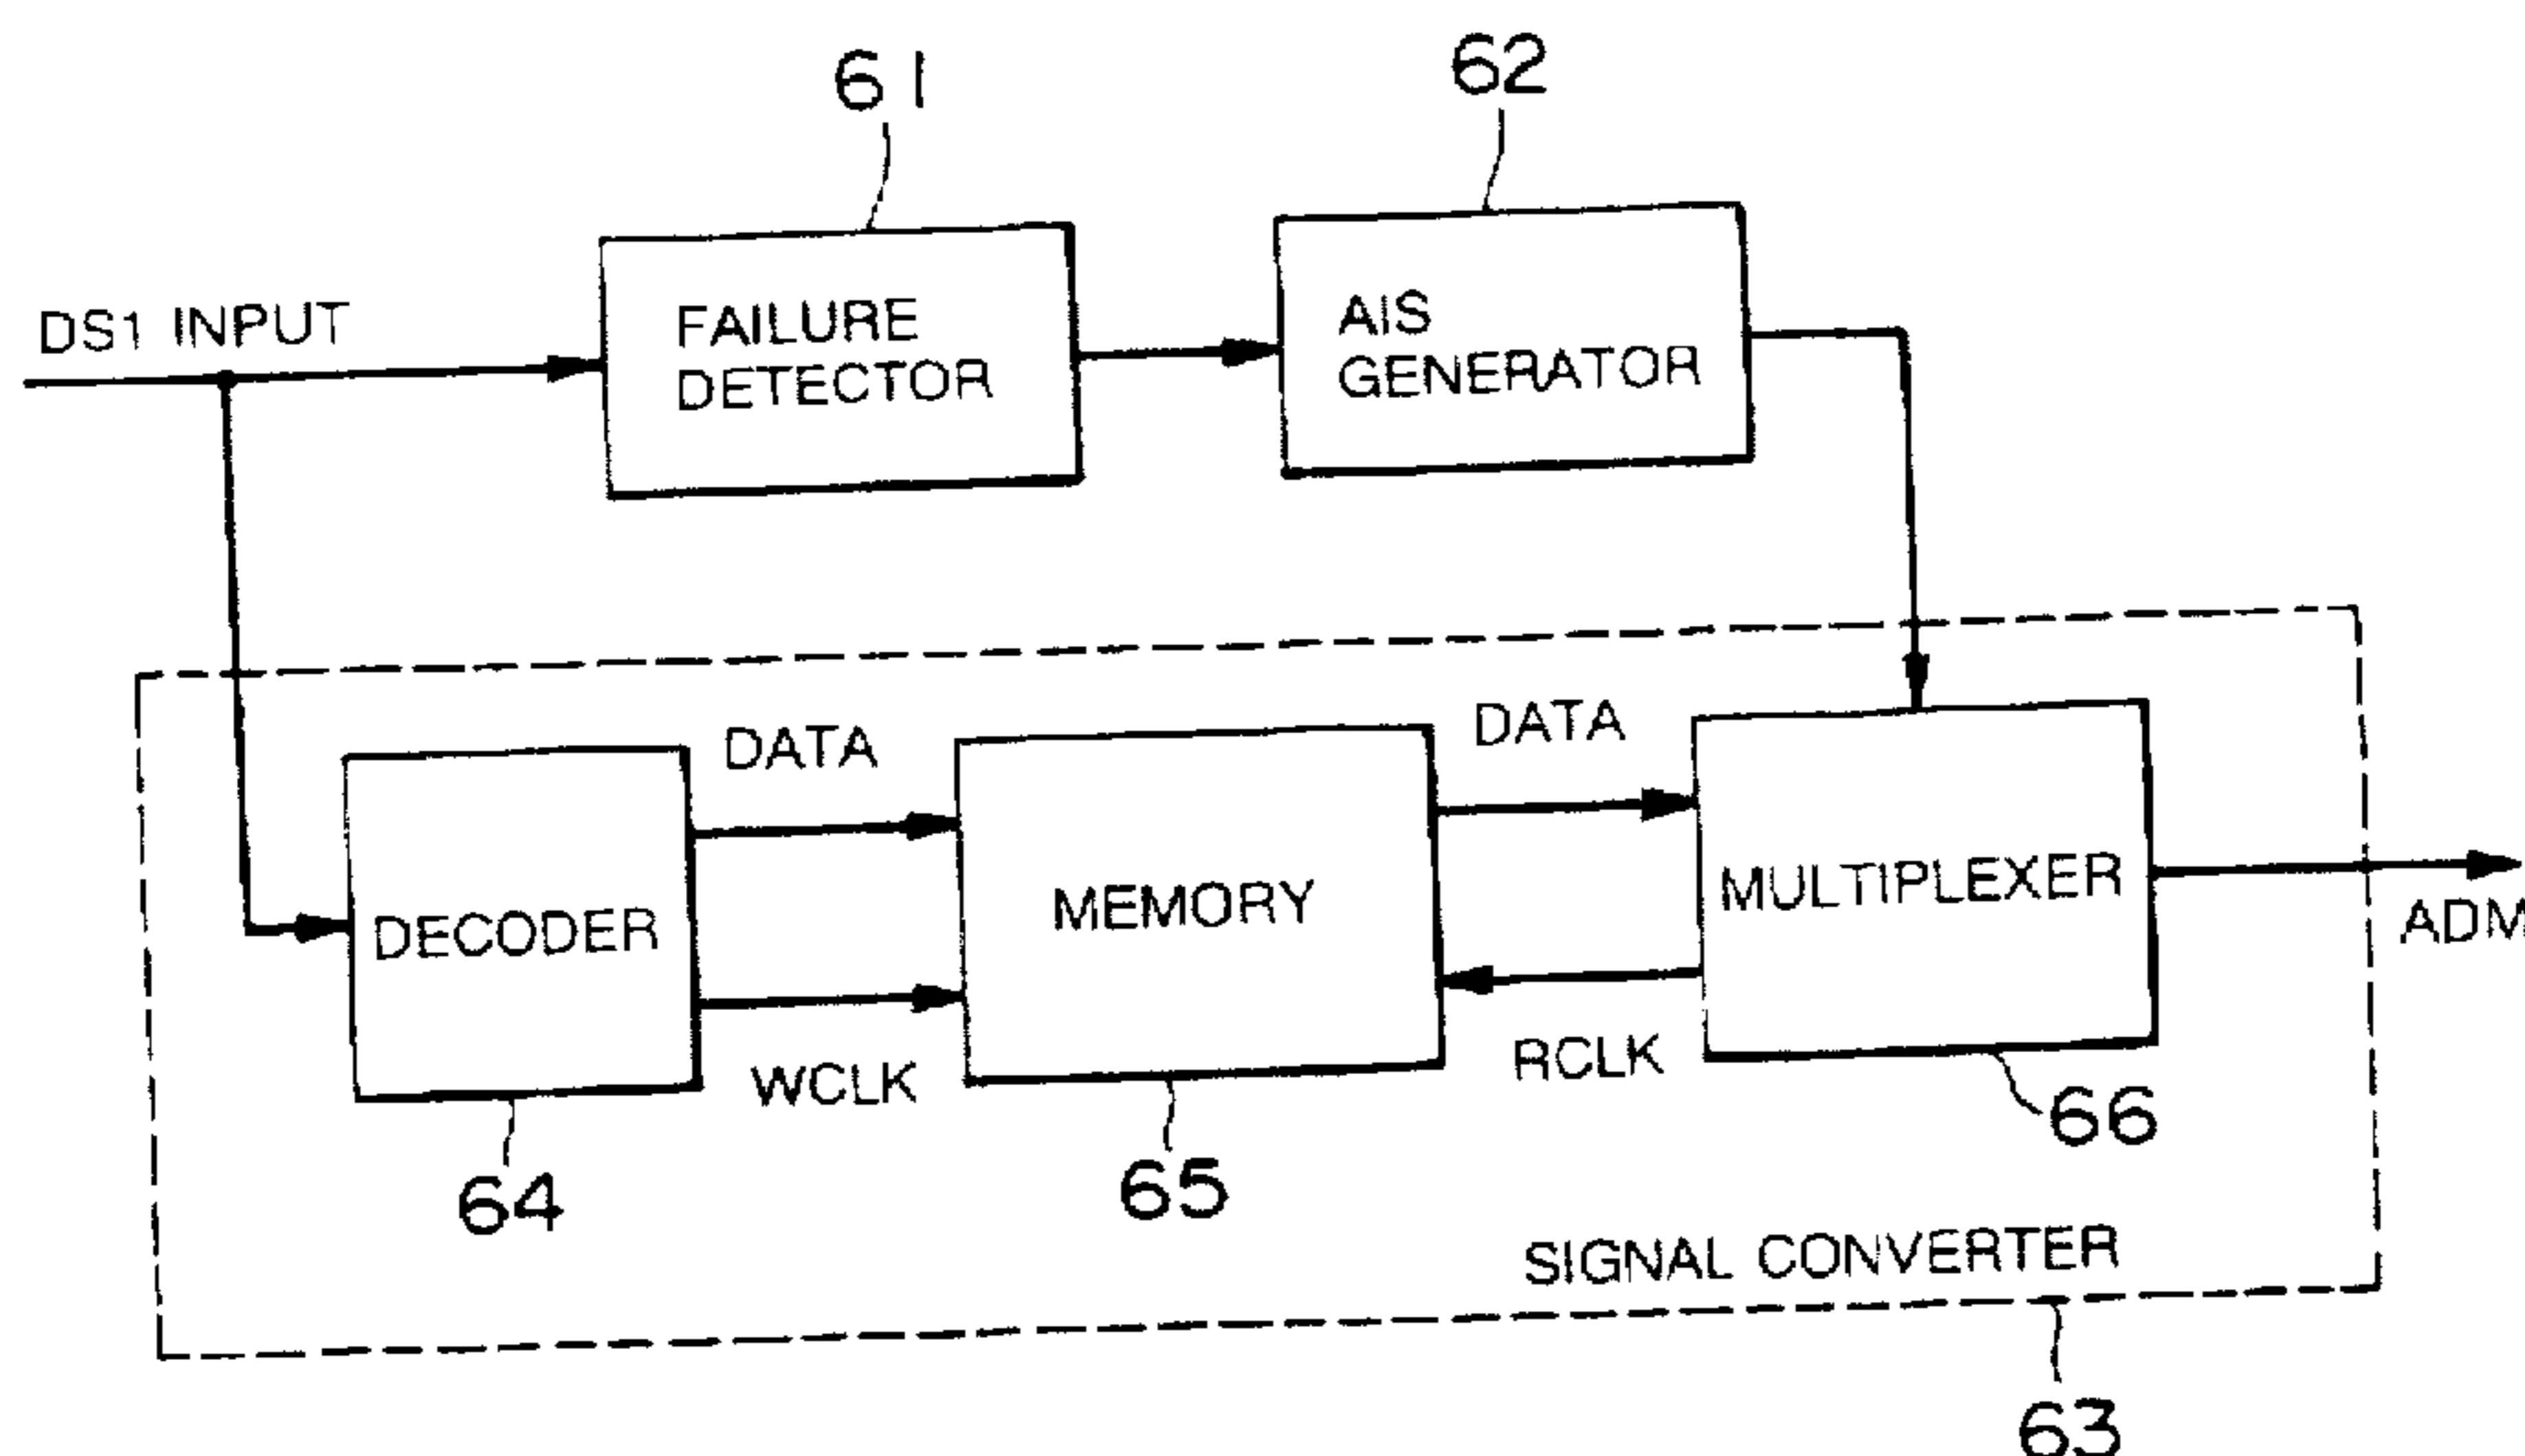 61
62
DS1 INPUT
FAILURE
DETECTOR
AIS
GENERATOR
DATA
DATA
DECODER
MEMORY
MULTIPLEXER
ADM
WCLK
RCLK
64
65
66
SIGNAL CONVERTER
63